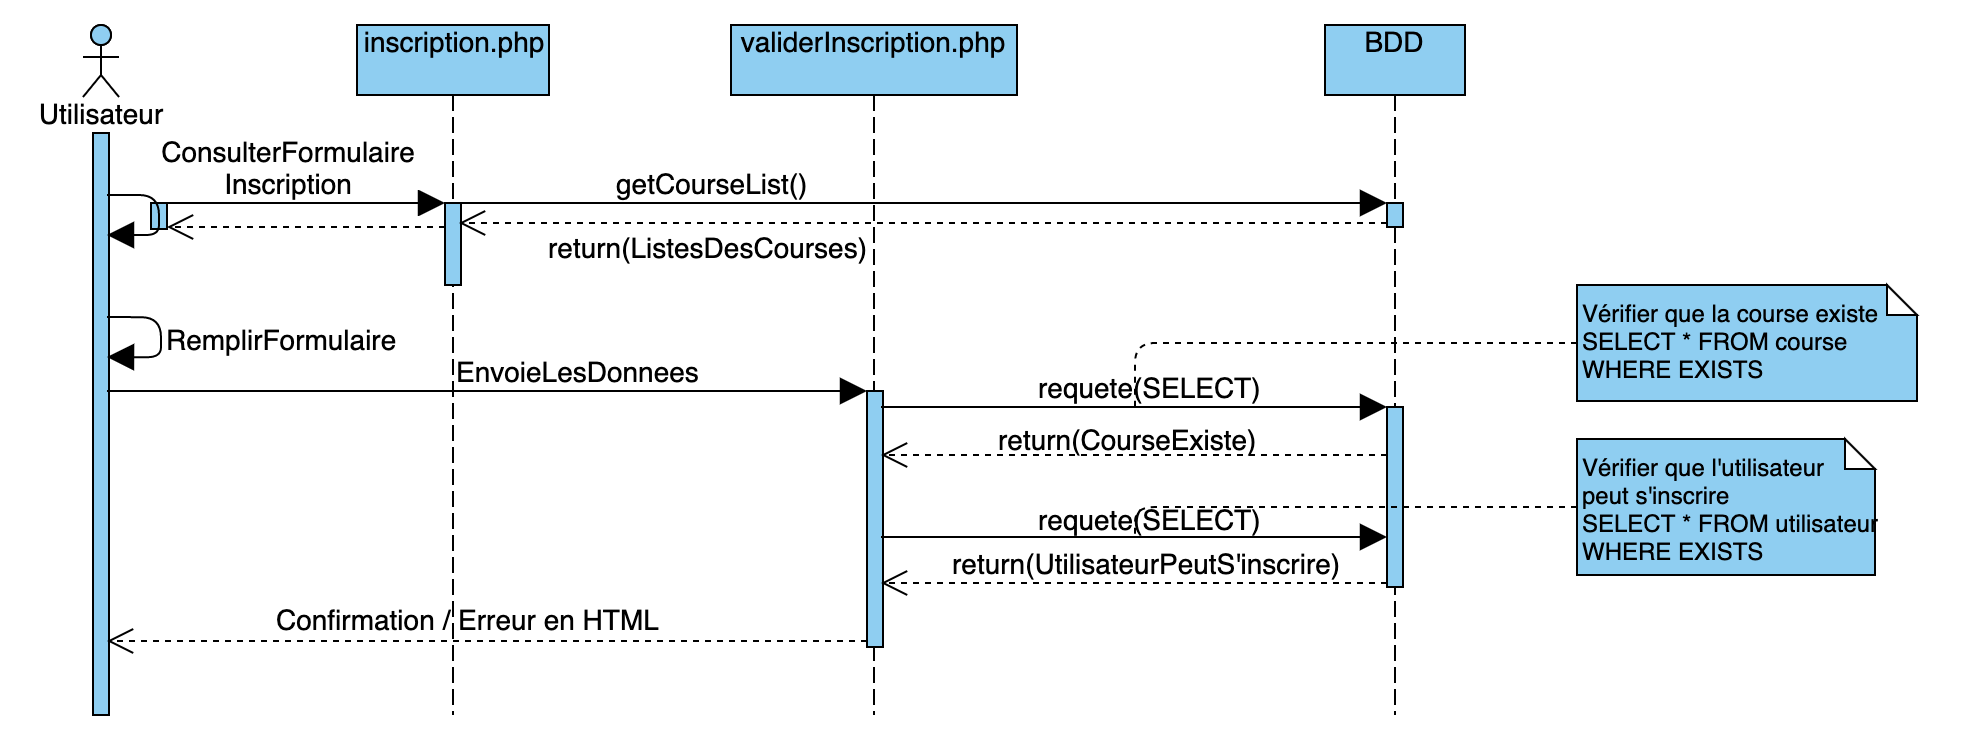 Utilisateur
inscription.php
validerInscription.php
BDD
ConsulterFormulaire
Inscription
getCourseList()
return(ListesDesCourses)
RemplirFormulaire
EnvoieLesDonnees
requete(SELECT)
return(CourseExiste)
requete(SELECT)
return(UtilisateurPeutS'inscrire)
Confirmation / Erreur en HTML
Vérifier que la course existe
SELECT * FROM course
WHERE EXISTS
Vérifier que l'utilisateur
peut s'inscrire
SELECT * FROM utilisateur
WHERE EXISTS